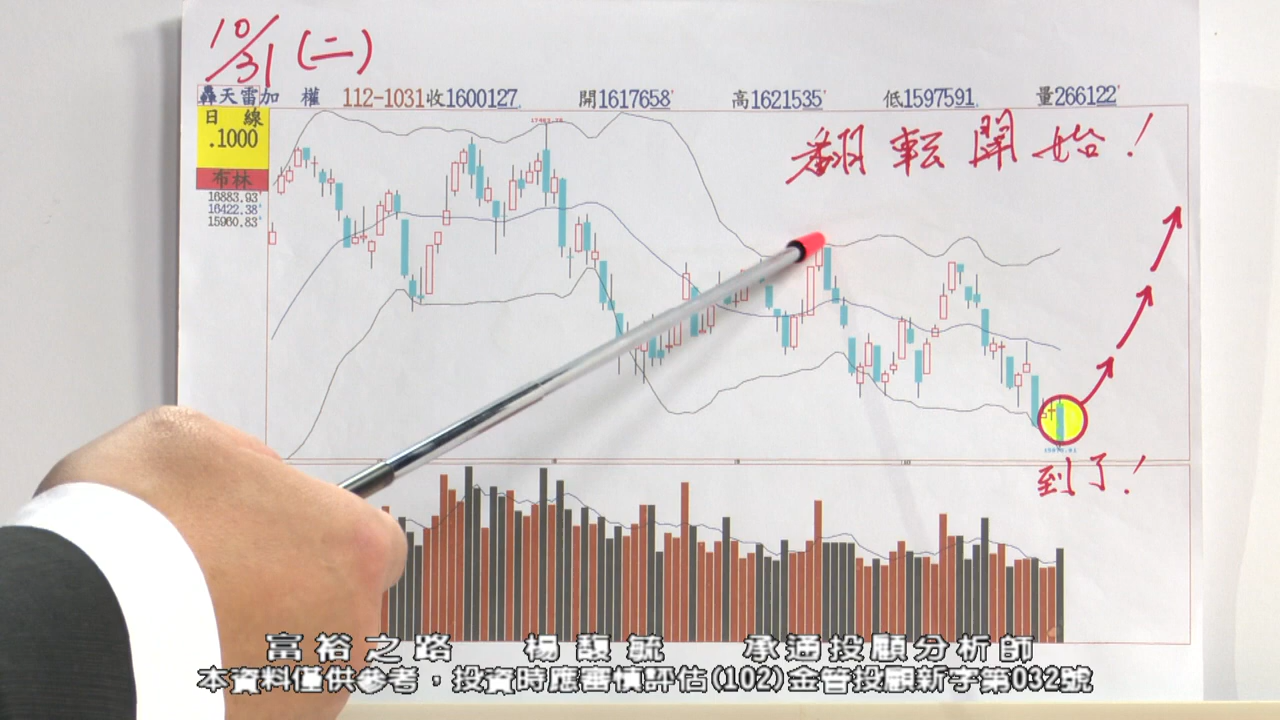 10/31 (二)
轟天雷加 權 112-1031收1600127 開1617658 高1621535 低1597591 量266122
日 線
.1000
布林
16883.93
16422.38
15960.83
翻転開始!
到了!
富裕之路 楊馥毓 承通投顧分析師
本資料僅供參考，投資時應審慎評估(102)金管投顧新字第032號